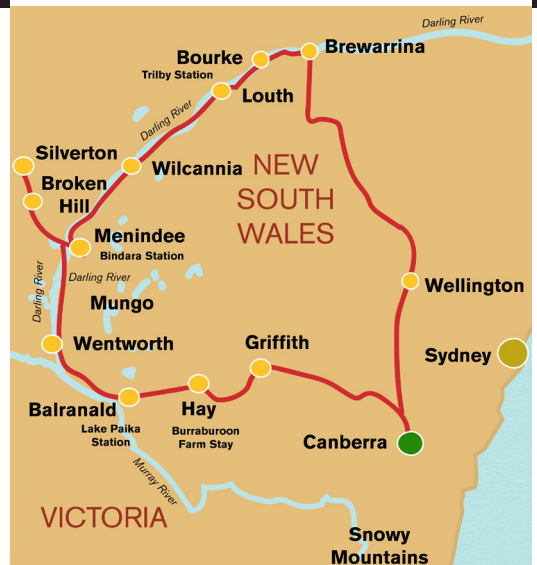 Darling River
Brewarrina
Bourke
Trilby Station
Louth
Darling River
Silverton
Wilcannia
NEW
SOUTH
WALES
Broken
Hill
Menindee
Bindara Station
Darling River
Darling River
Mungo
Wellington
Wentworth
Griffith
Sydney
Balranald
Lake Paika
Station
Hay
Burraburoon
Farm Stay
Canberra
Murray River
VICTORIA
Snowy
Mountains